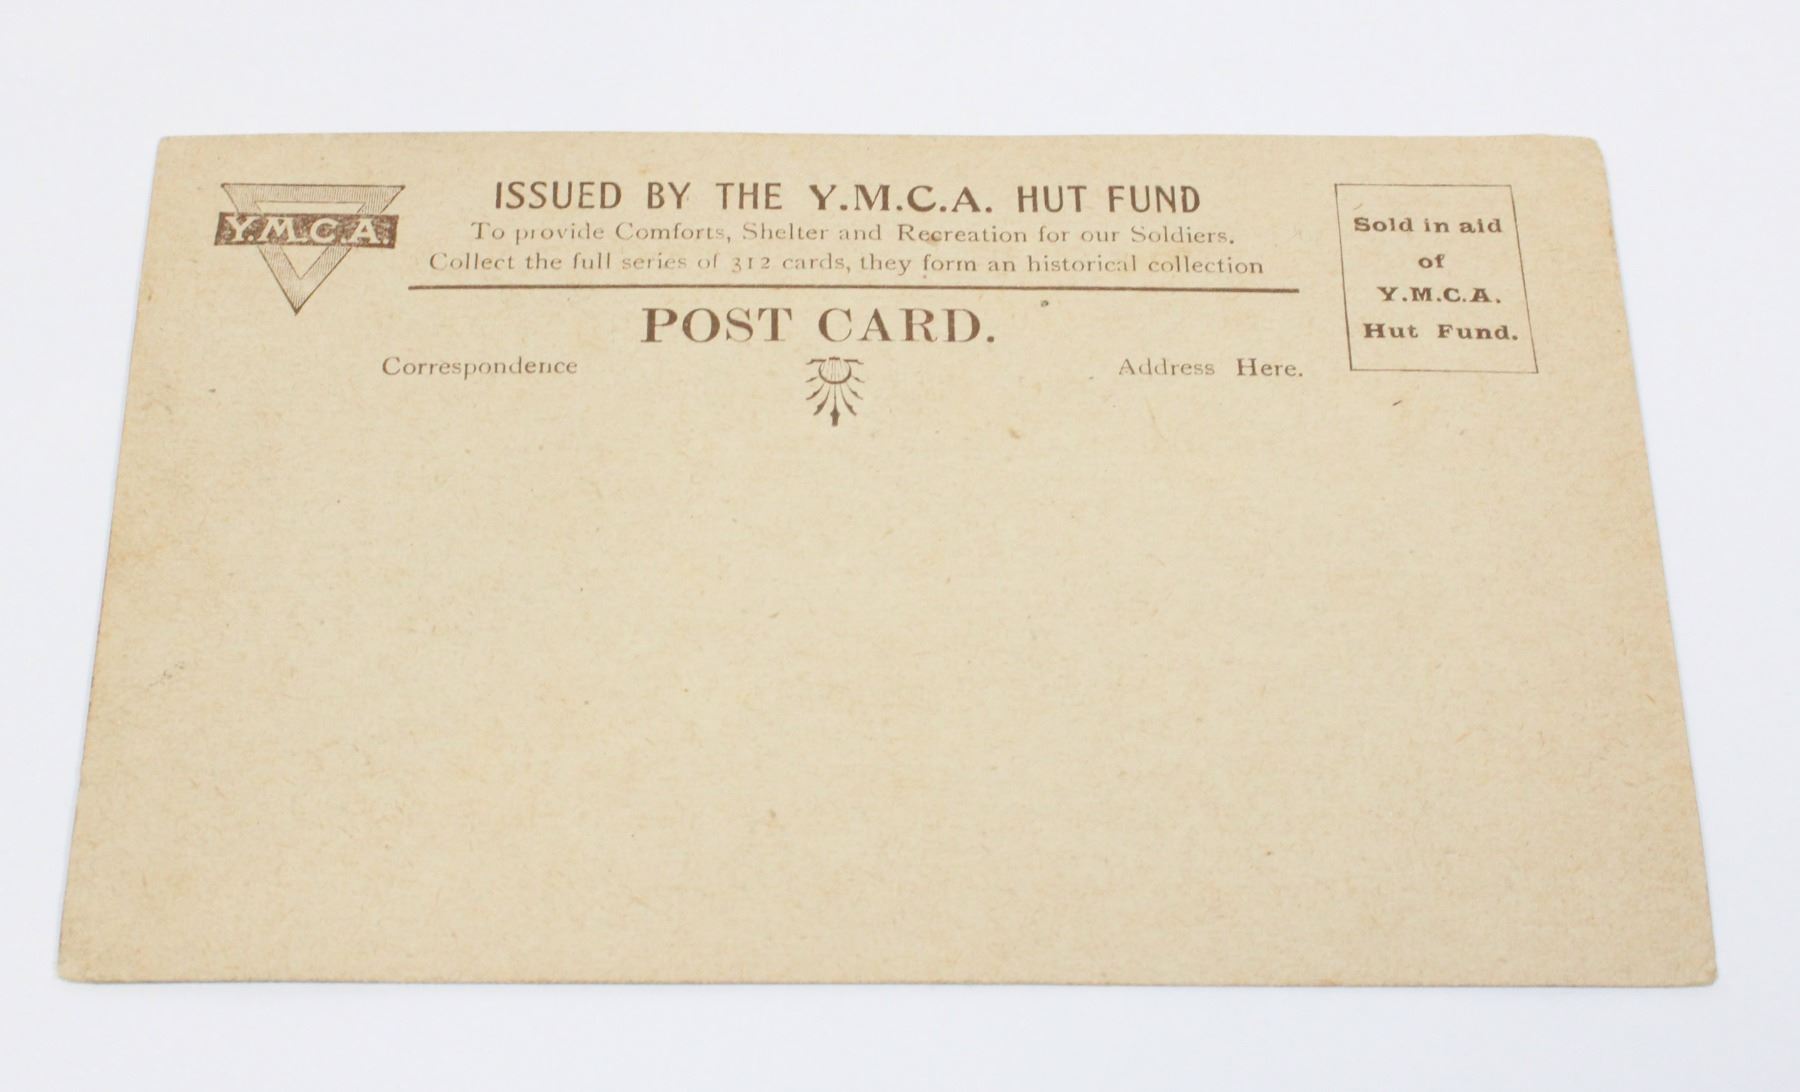 Y.M.C.A.
ISSUED BY THE Y.M.C.A. HUT FUND
To provide Comforts, Shelter and Recreation for our Soldiers.
Collect the full series of 312 cards, they form an historical collection
POST CARD.
Correspondence
Address Here.
Sold in aid
of
Y.M.C.A.
Hut Fund.